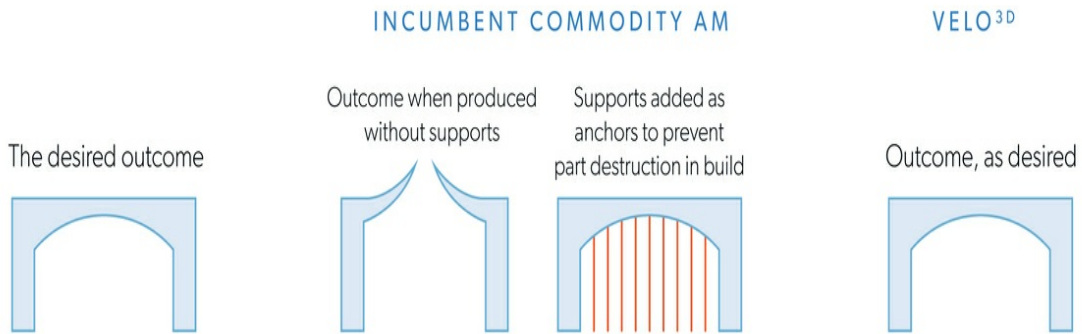 INCUMBENT COMMODITY AM
VELO³ᴰ
The desired outcome
Outcome when produced
without supports
Supports added as
anchors to prevent
part destruction in build
Outcome, as desired